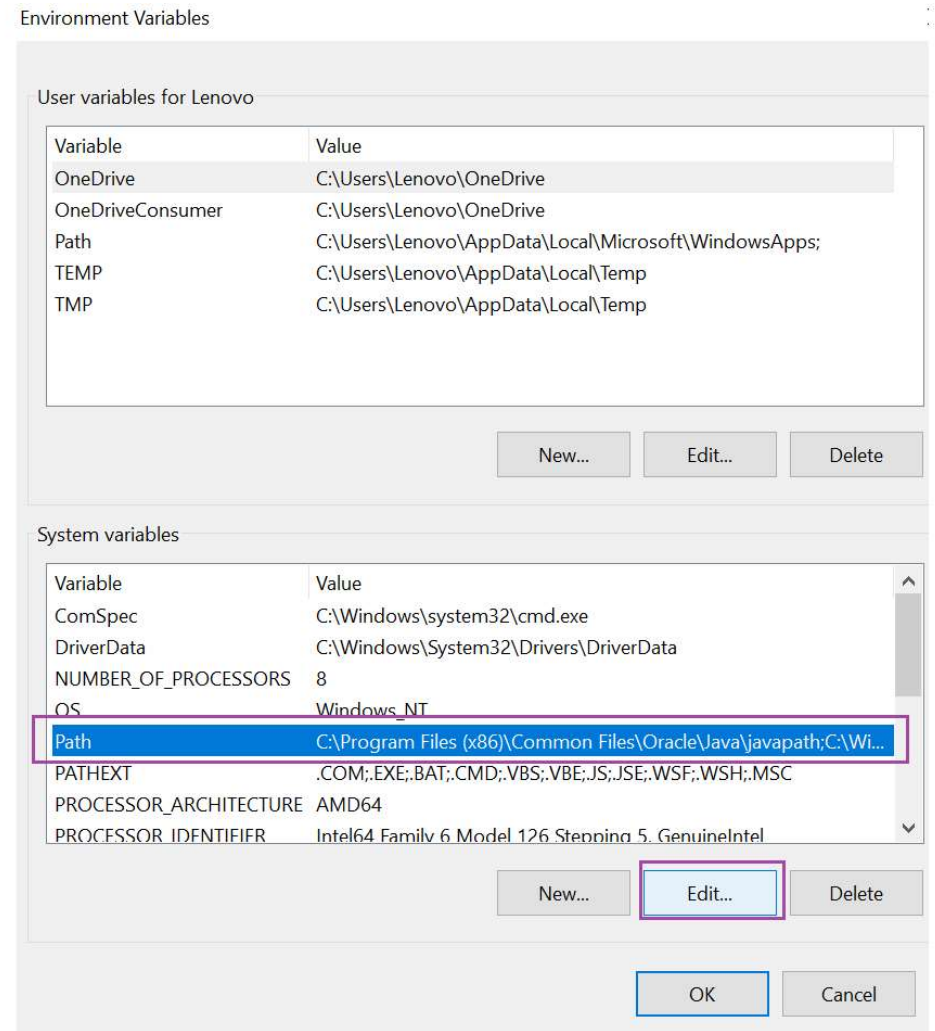 Environment Variables
User variables for Lenovo
Variable Value
OneDrive C:\Users\Lenovo\OneDrive
OneDriveConsumer C:\Users\Lenovo\OneDrive
Path C:\Users\Lenovo\AppData\Local\Microsoft\WindowsApps;
TEMP C:\Users\Lenovo\AppData\Local\Temp
TMP C:\Users\Lenovo\AppData\Local\Temp
New... Edit... Delete
System variables
Variable Value
ComSpec C:\Windows\system32\cmd.exe
DriverData C:\Windows\System32\Drivers\DriverData
NUMBER_OF_PROCESSORS 8
OS Windows_NT
Path C:\Program Files (x86)\Common Files\Oracle\Java\javapath;C:\Wi...
PATHEXT .COM;.EXE;.BAT;.CMD;.VBS;.VBE;.JS;.JSE;.WSF;.WSH;.MSC
PROCESSOR_ARCHITECTURE AMD64
PROCESSOR_IDENTIFIER Intel64 Family 6 Model 126 Stepping 5, GenuineIntel
New... Edit... Delete
OK Cancel